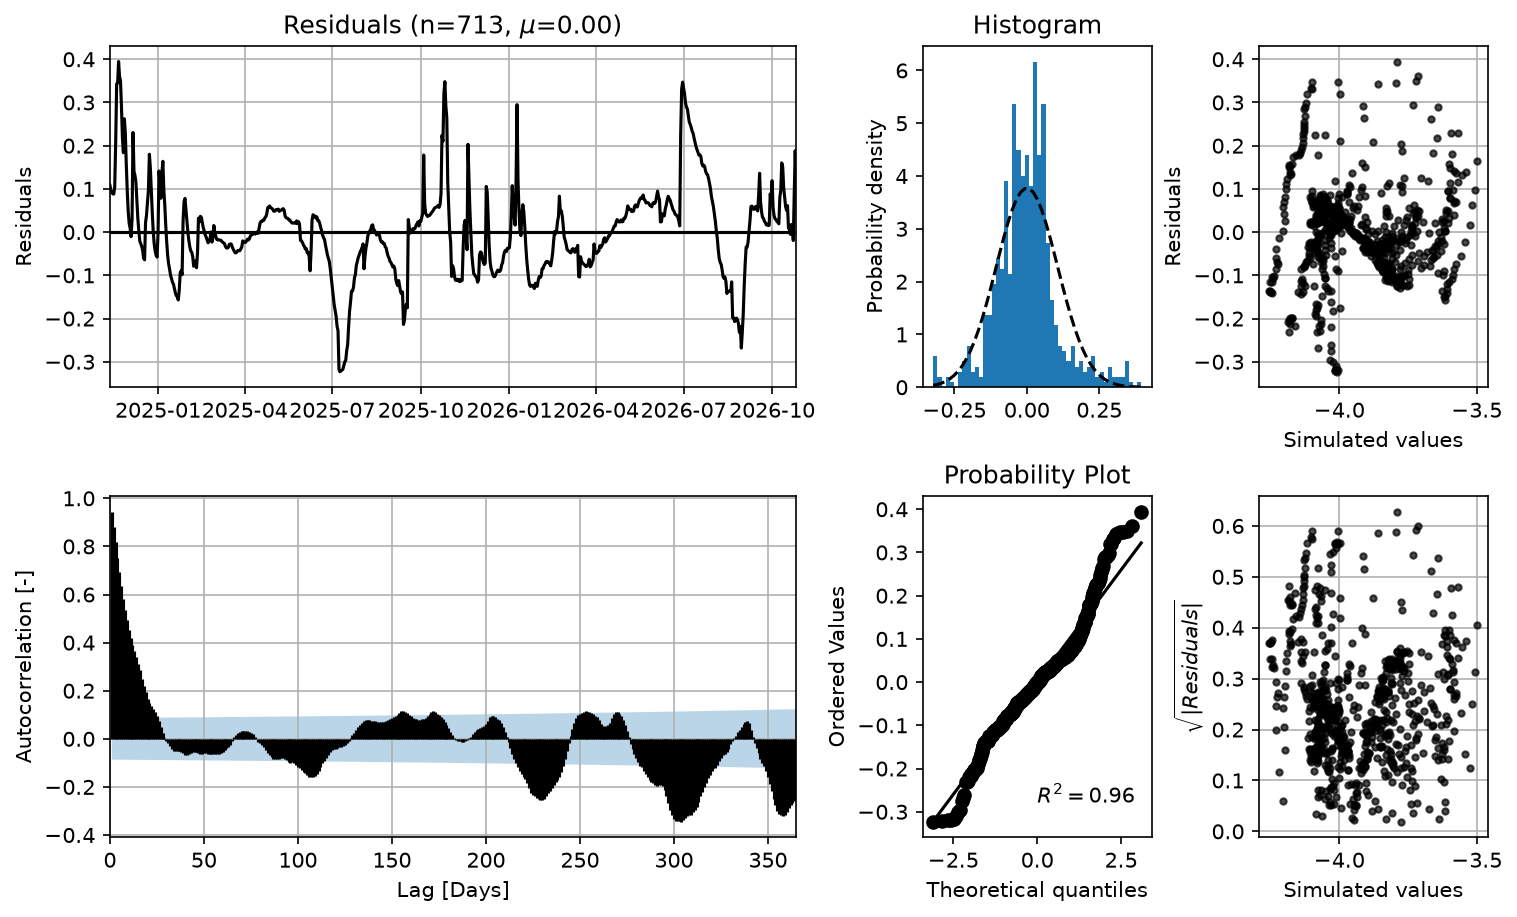 Residuals (n=713, μ=0.00)
Residuals
0.4
0.3
0.2
0.1
0.0
−0.1
−0.2
−0.3
2025-01 2025-04 2025-07 2025-10 2026-01 2026-04 2026-07 2026-10
Histogram
Probability density
6
5
4
3
2
1
0
−0.25 0.00 0.25
Residuals
0.4
0.3
0.2
0.1
0.0
−0.1
−0.2
−0.3
−4.0 −3.5
Simulated values
Autocorrelation [-]
1.0
0.8
0.6
0.4
0.2
0.0
−0.2
−0.4
0 50 100 150 200 250 300 350
Lag [Days]
Probability Plot
Ordered Values
0.4
0.3
0.2
0.1
0.0
−0.1
−0.2
−0.3
R² = 0.96
−2.5 0.0 2.5
Theoretical quantiles
√|Residuals|
0.6
0.5
0.4
0.3
0.2
0.1
0.0
−4.0 −3.5
Simulated values